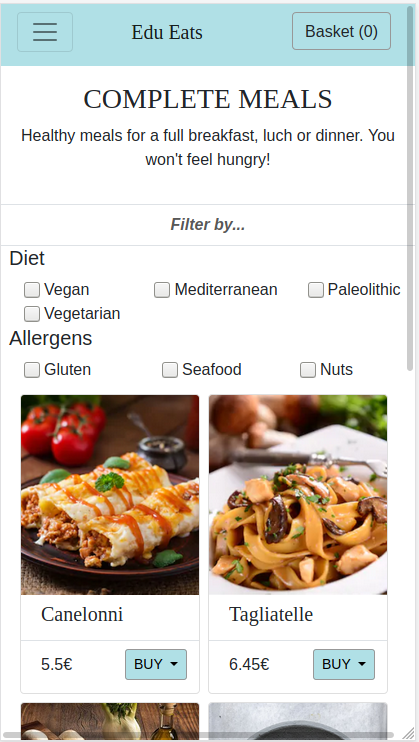 Edu Eats
Basket (0)
COMPLETE MEALS
Healthy meals for a full breakfast, luch or dinner. You
won't feel hungry!
Filter by...
Diet
Vegan Mediterranean Paleolithic
Vegetarian
Allergens
Gluten Seafood Nuts
Canelonni Tagliatelle
5.5€ BUY 6.45€ BUY